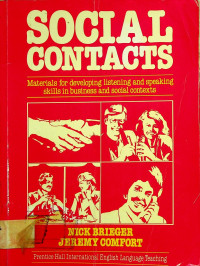 SOCIAL
CONTACTS
Materials for developing listening and speaking
skills in business and social contexts
NICK BRIEGER
JEREMY COMFORT
Prentice Hall International English Language Teaching